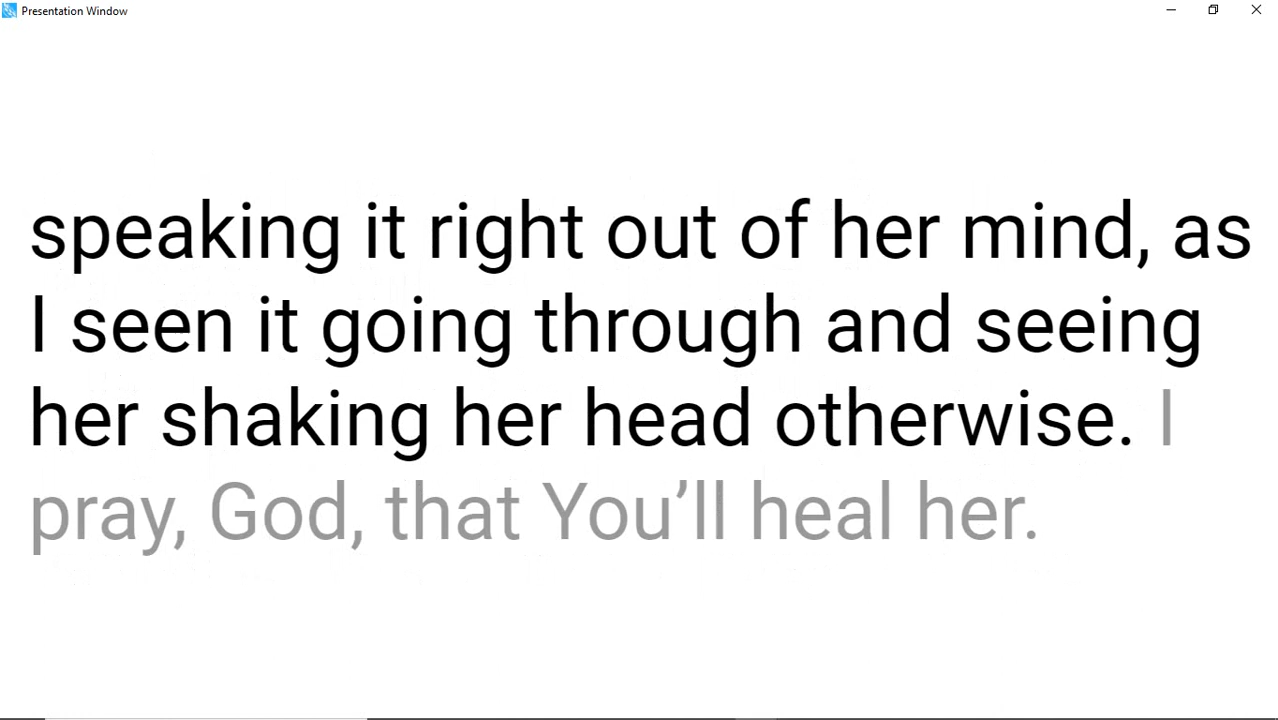 Presentation Window
speaking it right out of her mind, as
I seen it going through and seeing
her shaking her head otherwise. I
pray, God, that You’ll heal her.